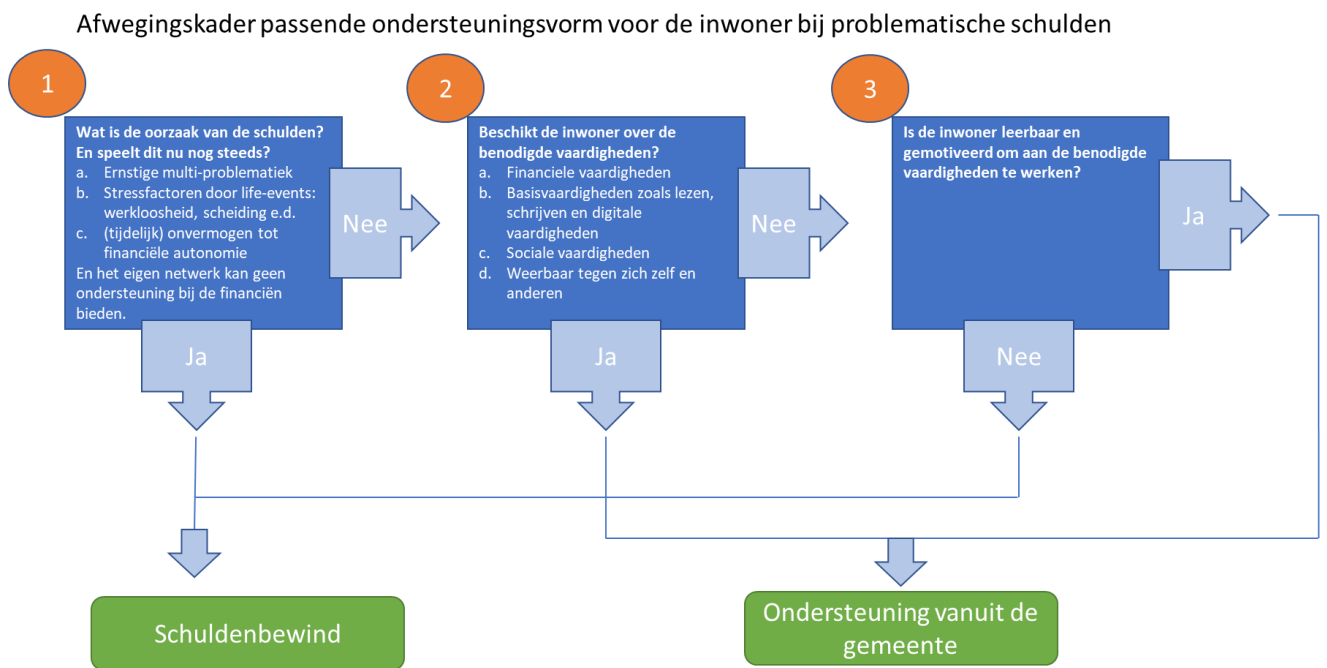 Afwegingskader passende ondersteuningsvorm voor de inwoner bij problematische schulden
1
Wat is de oorzaak van de schulden?
En speelt dit nu nog steeds?
a. Ernstige multi-problematiek
b. Stressfactoren door life-events:
werkloosheid, scheiding e.d.
c. (tijdelijk) onvermogen tot
financiële autonomie
En het eigen netwerk kan geen
ondersteuning bij de financiën
bieden.
Nee
Ja
2
Beschikt de inwoner over de
benodigde vaardigheden?
a. Financiele vaardigheden
b. Basisvaardigheden zoals lezen,
schrijven en digitale
vaardigheden
c. Sociale vaardigheden
d. Weerbaar tegen zich zelf en
anderen
Nee
Ja
3
Is de inwoner leerbaar en
gemotiveerd om aan de benodigde
vaardigheden te werken?
Ja
Nee
Schuldenbewind
Ondersteuning vanuit de
gemeente